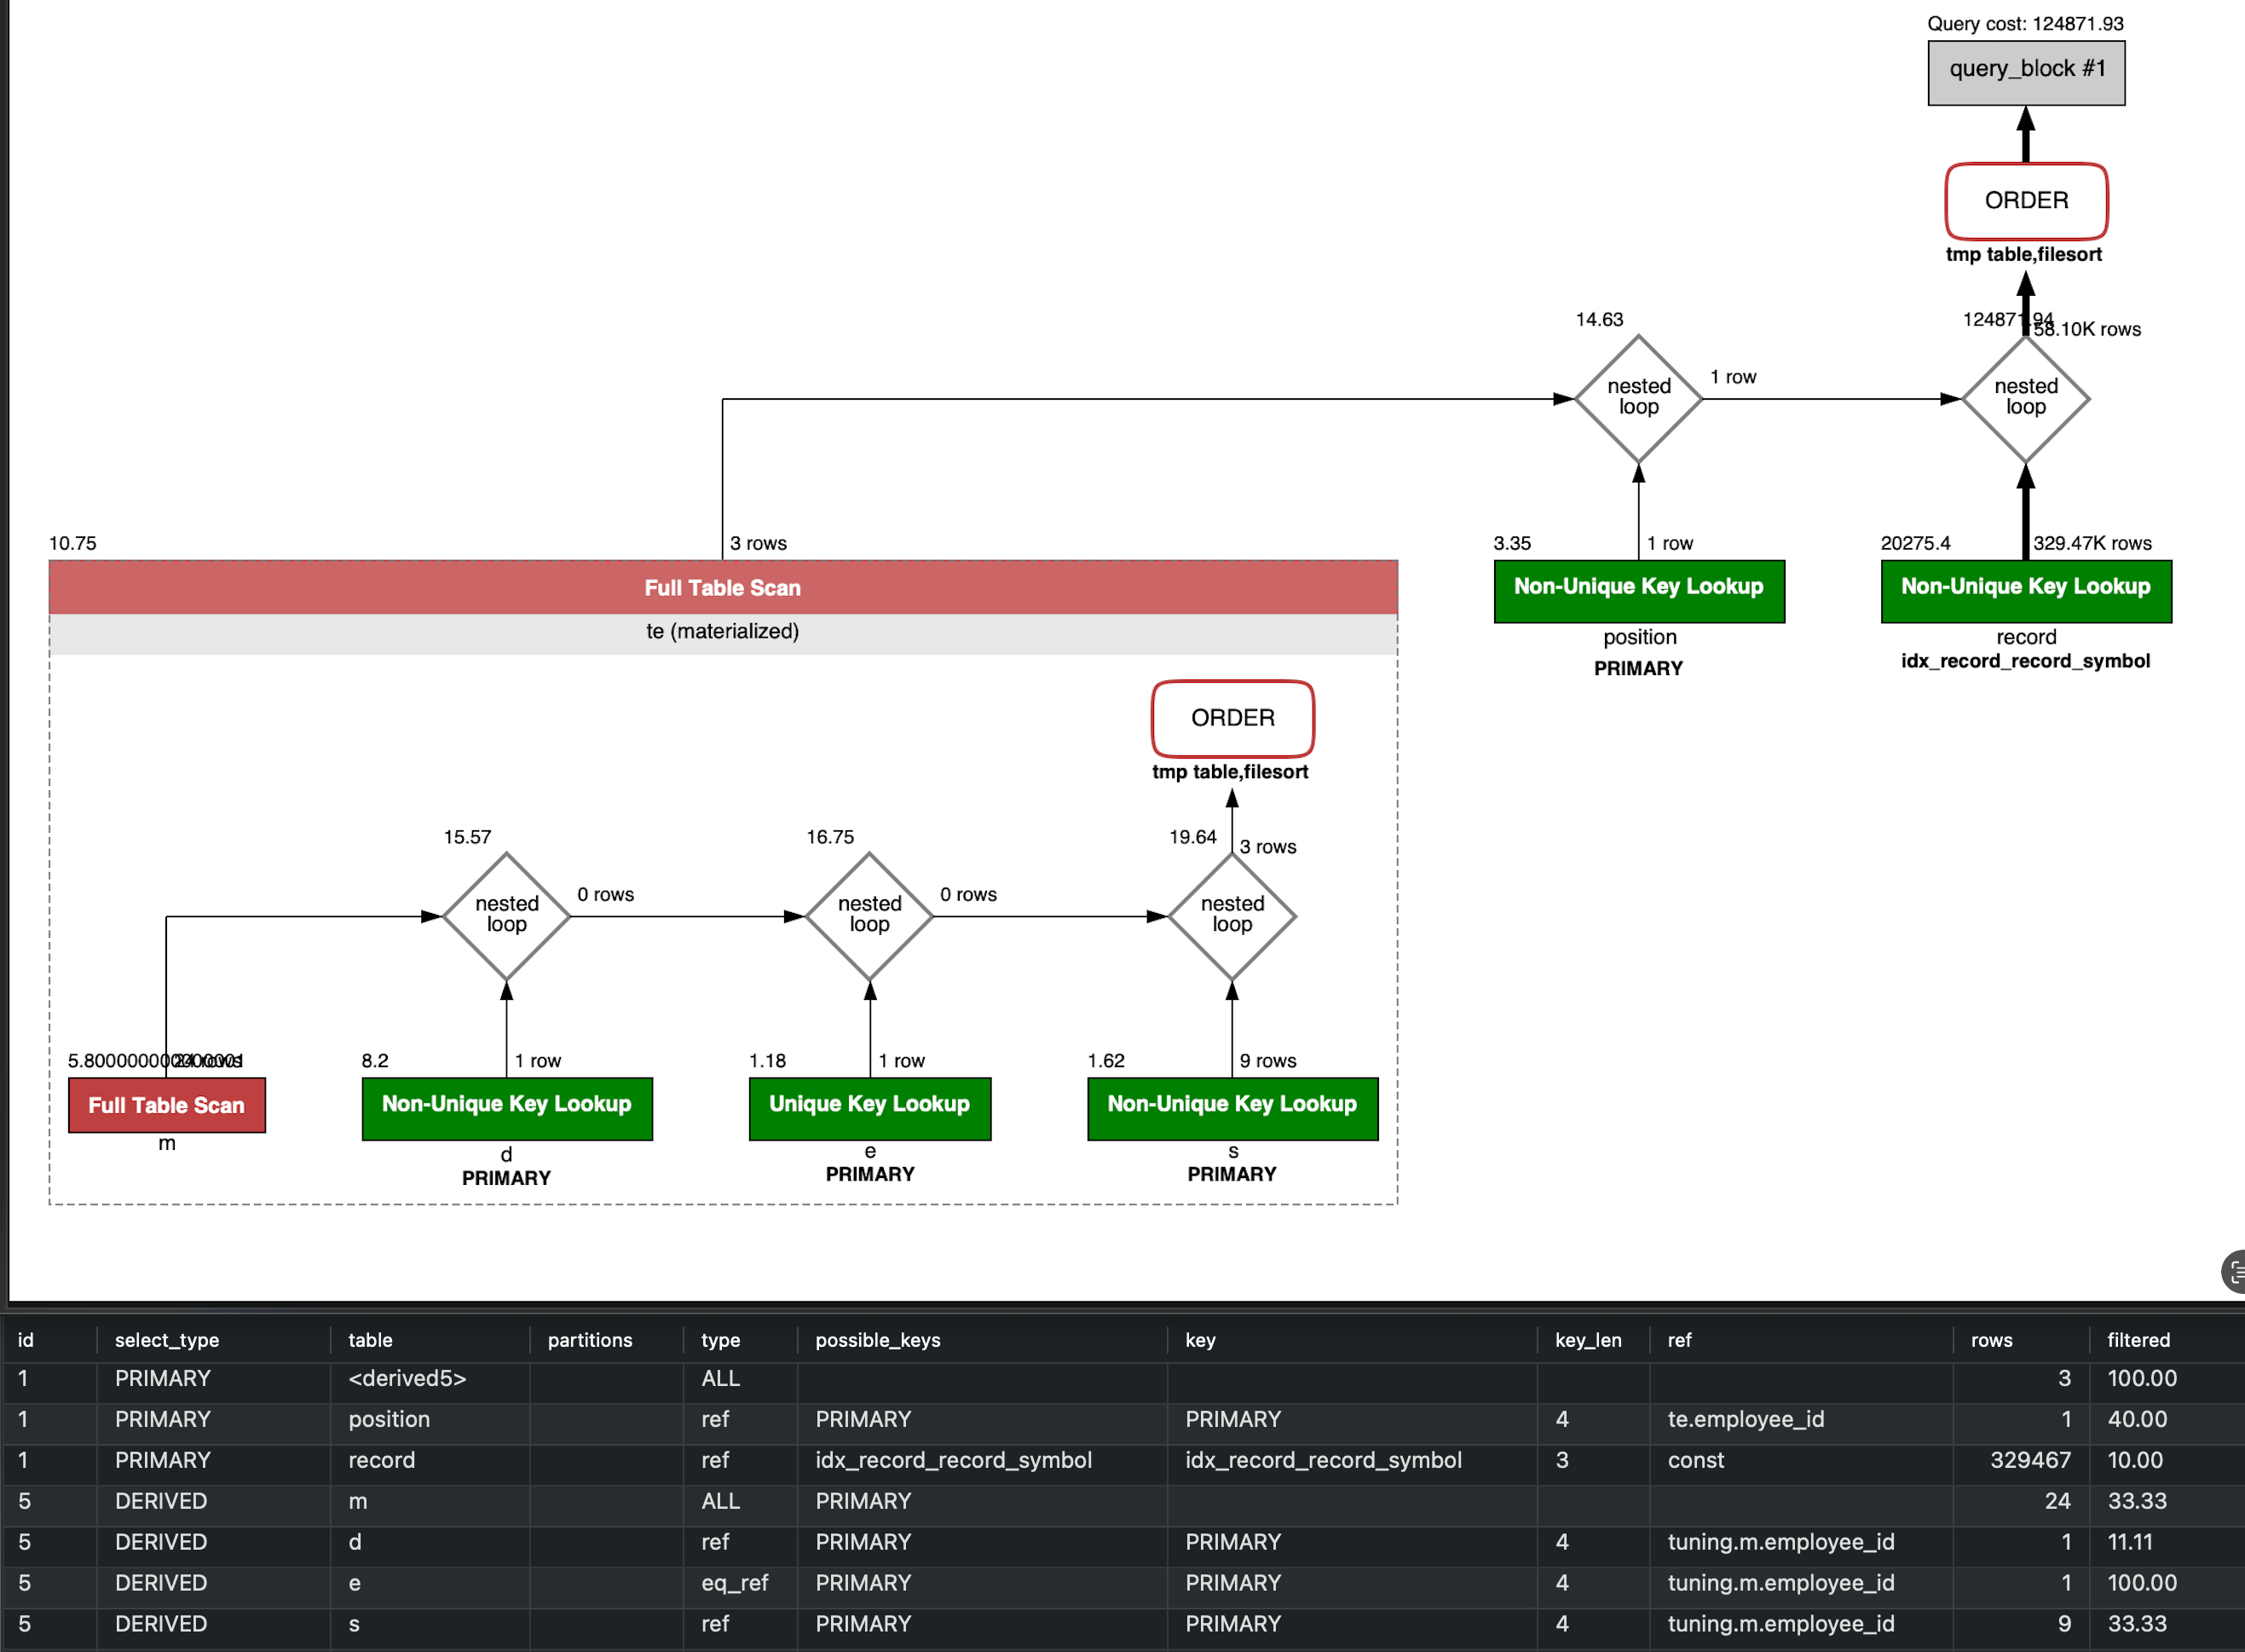 Query cost: 124871.93
query_block #1
ORDER
tmp table,filesort
14.63
124871.94
58.10K rows
nested
loop
1 row
nested
loop
10.75
3 rows
3.35
1 row
20275.4
329.47K rows
Full Table Scan
te (materialized)
Non-Unique Key Lookup
position
PRIMARY
Non-Unique Key Lookup
record
idx_record_record_symbol
ORDER
tmp table,filesort
15.57
16.75
19.64
3 rows
nested
loop
0 rows
nested
loop
0 rows
nested
loop
5.8000000000000001
24 rows
8.2
1 row
1.18
1 row
1.62
9 rows
Full Table Scan
m
Non-Unique Key Lookup
d
PRIMARY
Unique Key Lookup
e
PRIMARY
Non-Unique Key Lookup
s
PRIMARY
id select_type table partitions type possible_keys key key_len ref rows filtered
1 PRIMARY <derived5> ALL 3 100.00
1 PRIMARY position ref PRIMARY PRIMARY 4 te.employee_id 1 40.00
1 PRIMARY record ref idx_record_record_symbol idx_record_record_symbol 3 const 329467 10.00
5 DERIVED m ALL PRIMARY 24 33.33
5 DERIVED d ref PRIMARY PRIMARY 4 tuning.m.employee_id 1 11.11
5 DERIVED e eq_ref PRIMARY PRIMARY 4 tuning.m.employee_id 1 100.00
5 DERIVED s ref PRIMARY PRIMARY 4 tuning.m.employee_id 9 33.33